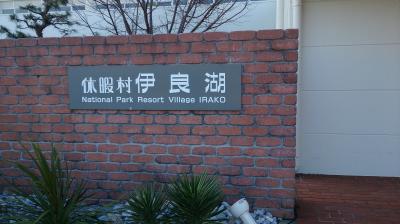 休暇村 伊良湖
National Park Resort Village IRAKO